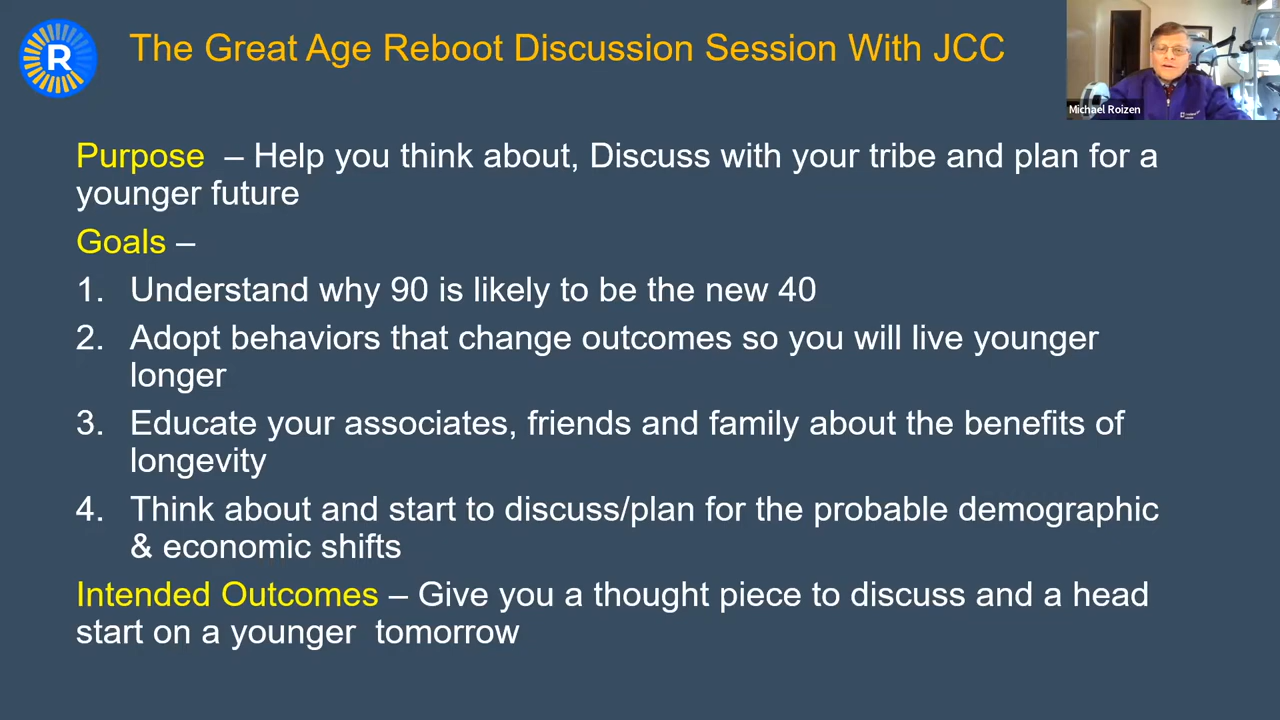 R
The Great Age Reboot Discussion Session With JCC
Michael Roizen
Purpose – Help you think about, Discuss with your tribe and plan for a
younger future
Goals –
1. Understand why 90 is likely to be the new 40
2. Adopt behaviors that change outcomes so you will live younger
longer
3. Educate your associates, friends and family about the benefits of
longevity
4. Think about and start to discuss/plan for the probable demographic
& economic shifts
Intended Outcomes – Give you a thought piece to discuss and a head
start on a younger tomorrow